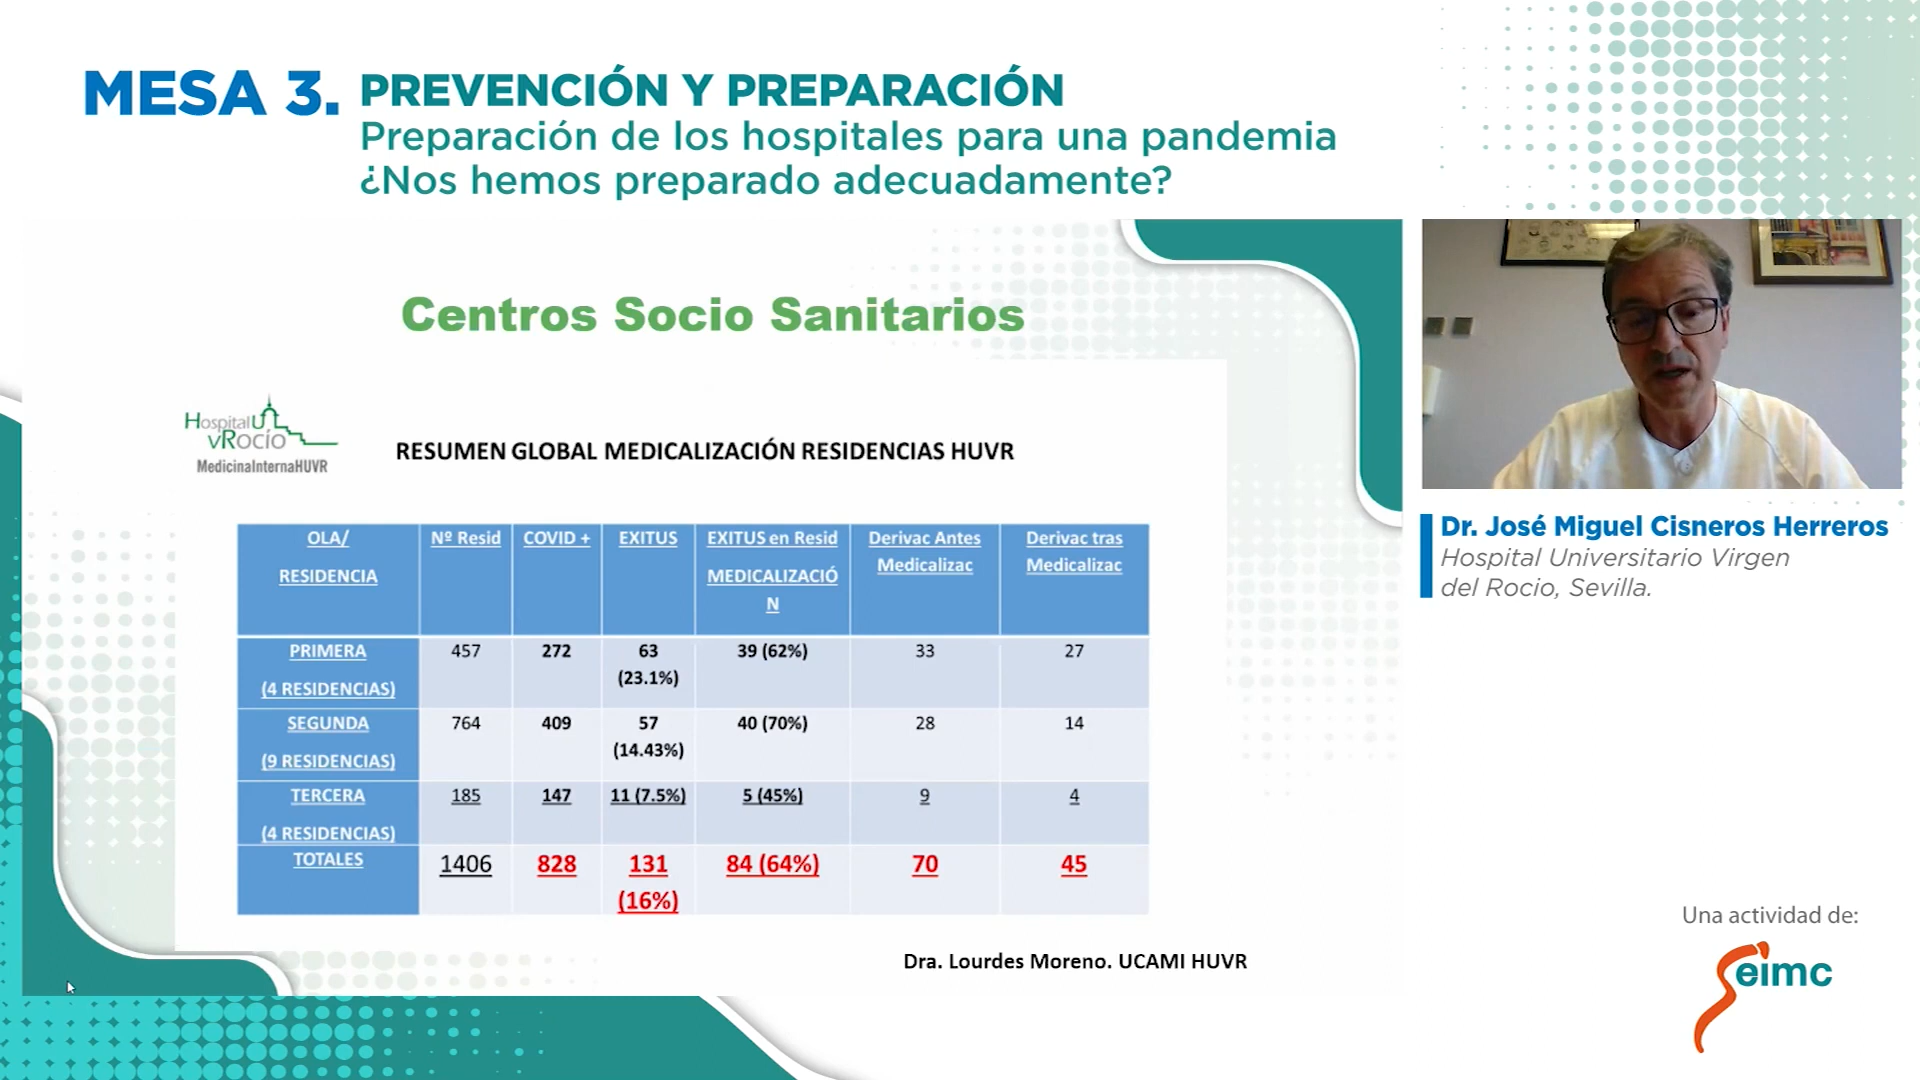 MESA 3. PREVENCIÓN Y PREPARACIÓN
Preparación de los hospitales para una pandemia
¿Nos hemos preparado adecuadamente?
Centros Socio Sanitarios
HospitalU
vRocío
MedicinaInternaHUVR
RESUMEN GLOBAL MEDICALIZACIÓN RESIDENCIAS HUVR
OLA/ RESIDENCIA Nº Resid COVID + EXITUS EXITUS en Resid MEDICALIZACIÓ N Derivac Antes Medicalizac Derivac tras Medicalizac
PRIMERA (4 RESIDENCIAS) 457 272 63 (23.1%) 39 (62%) 33 27
SEGUNDA (9 RESIDENCIAS) 764 409 57 (14.43%) 40 (70%) 28 14
TERCERA (4 RESIDENCIAS) 185 147 11 (7.5%) 5 (45%) 9 4
TOTALES 1406 828 131 (16%) 84 (64%) 70 45
Dra. Lourdes Moreno. UCAMI HUVR
Dr. José Miguel Cisneros Herreros
Hospital Universitario Virgen
del Rocio, Sevilla.
Una actividad de:
Seimc